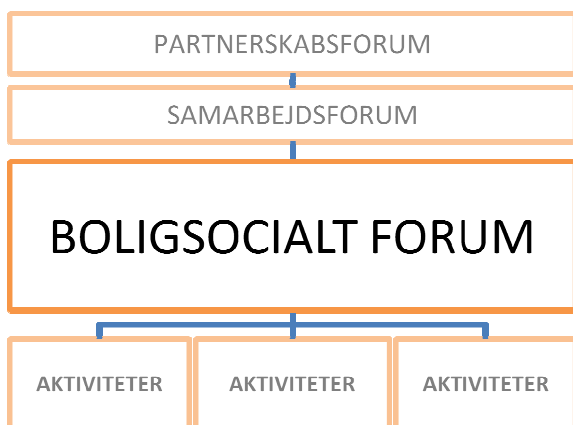 PARTNERSKABSFORUM
SAMARBEJDSFORUM
BOLIGSOCIALT FORUM
AKTIVITETER AKTIVITETER AKTIVITETER